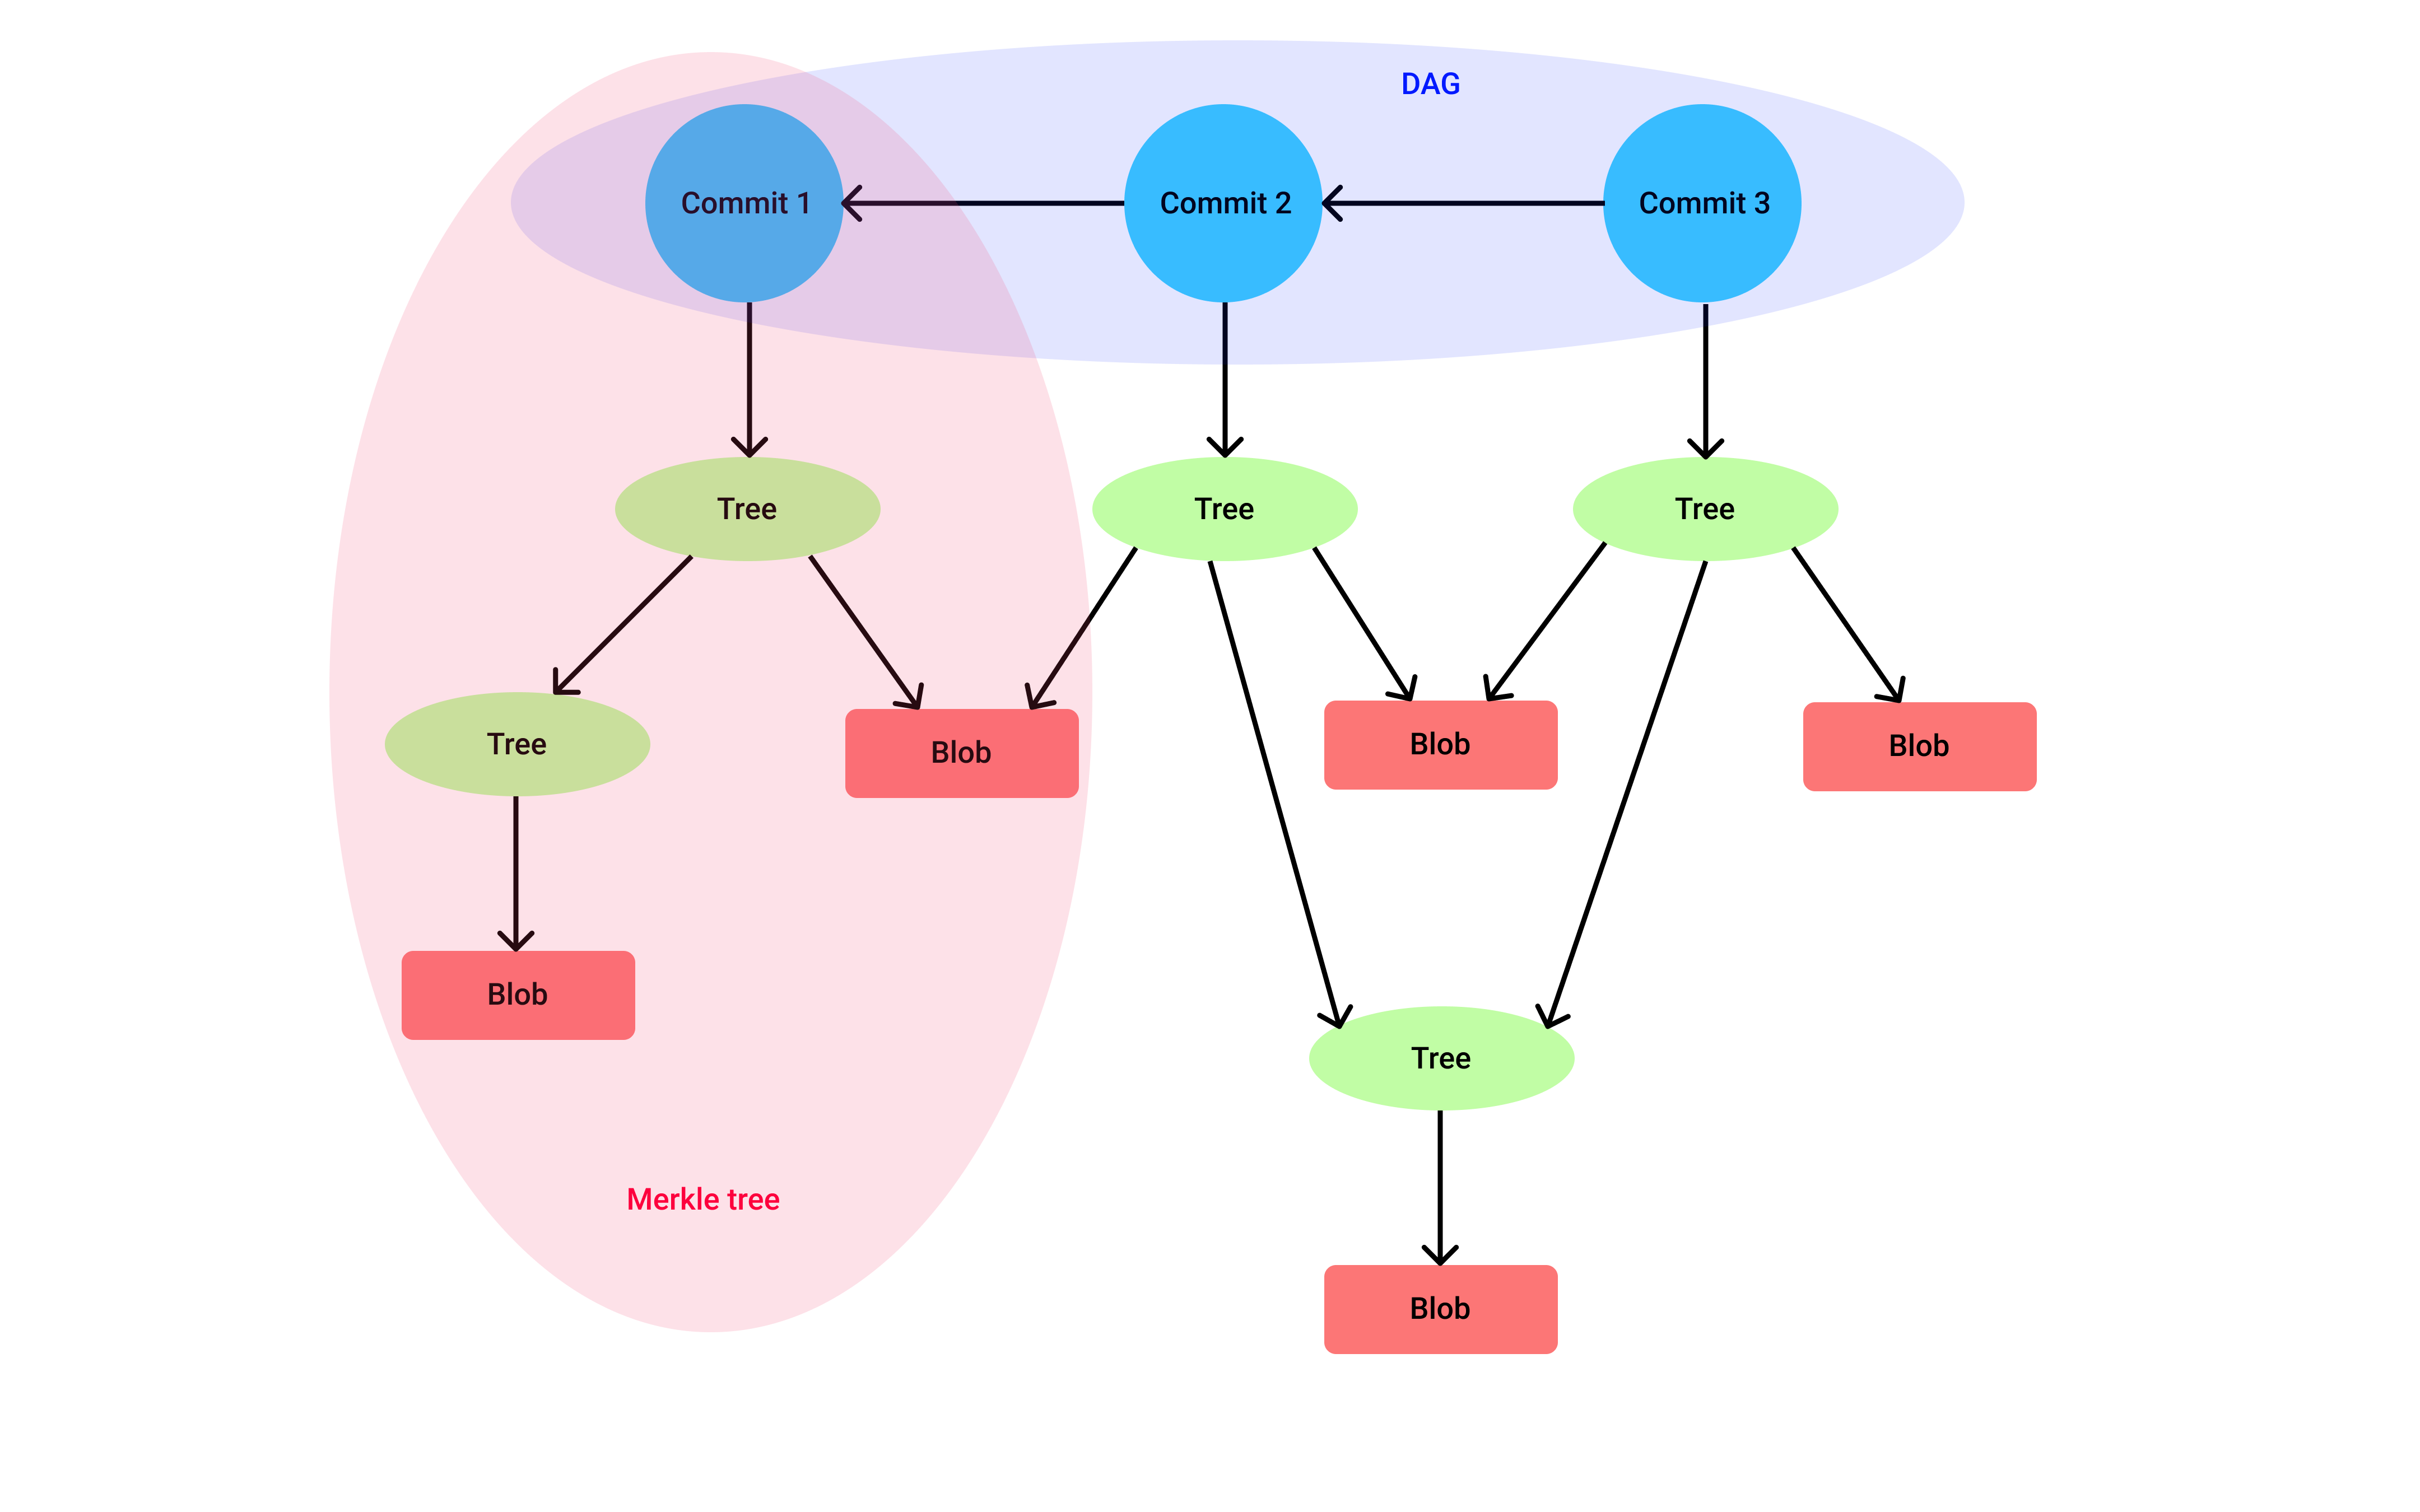 DAG
Commit 1
Commit 2
Commit 3
Tree
Tree
Tree
Tree
Blob
Blob
Blob
Blob
Tree
Merkle tree
Blob